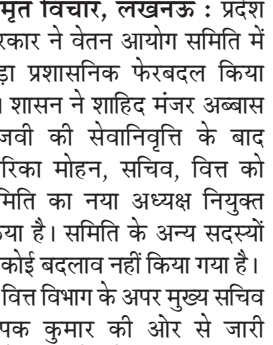 मृत विचार, लखनऊ : प्रदेश
रकार ने वेतन आयोग समिति में
ड़ा प्रशासनिक फेरबदल किया
शासन ने शाहिद मंजर अब्बास
जवी की सेवानिवृत्ति के बाद
रिका मोहन, सचिव, वित्त को
मिति का नया अध्यक्ष नियुक्त
या है। समिति के अन्य सदस्यों
कोई बदलाव नहीं किया गया है।
वित्त विभाग के अपर मुख्य सचिव
पक कुमार की ओर से जारी